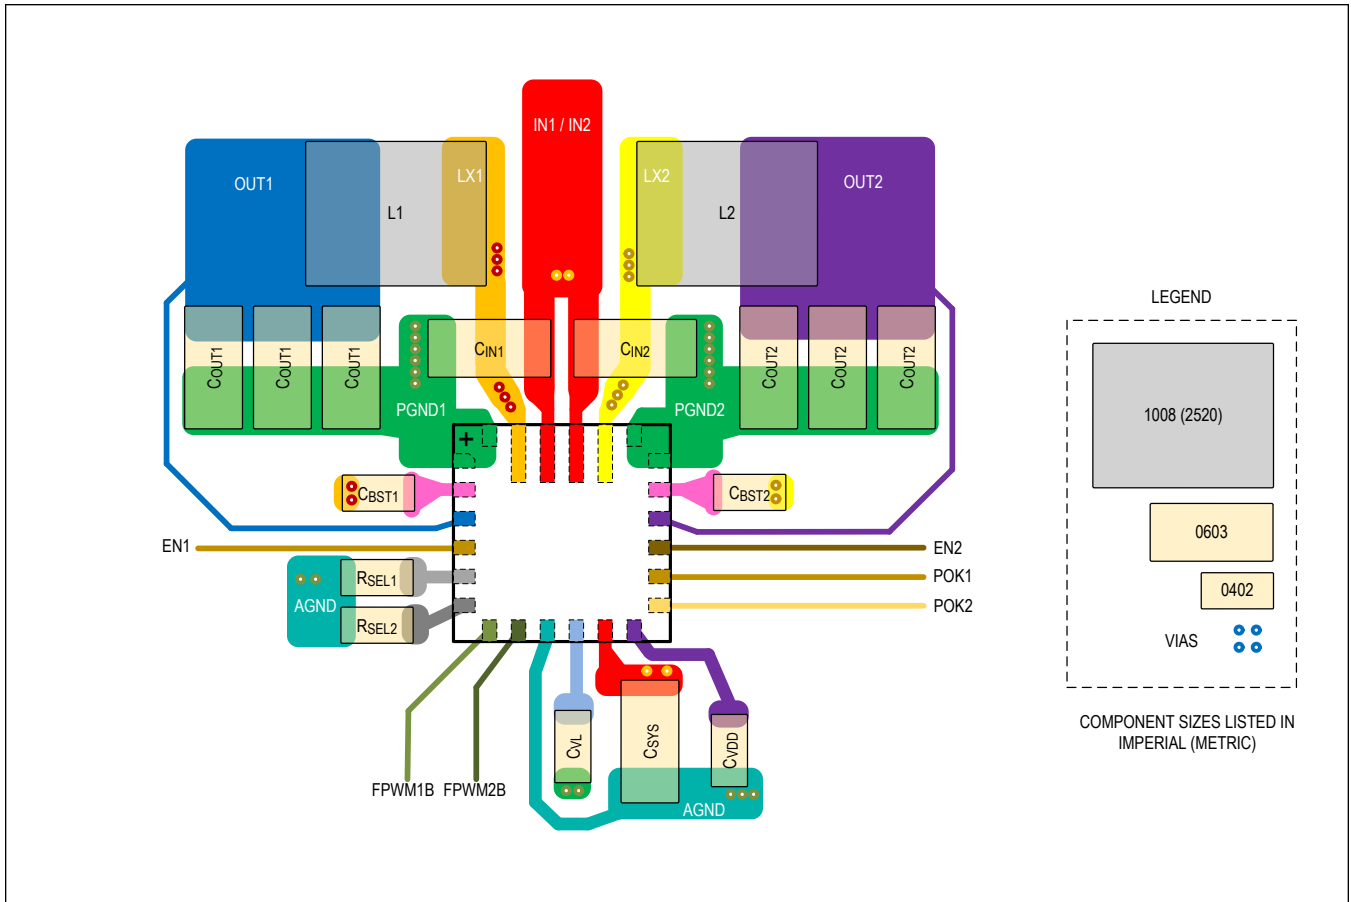 IN1 / IN2
OUT1
LX1
LX2
OUT2
L1
L2
CIN1
CIN2
COUT1
COUT1
COUT1
COUT2
COUT2
COUT2
PGND1
PGND2
+
CBST1
CBST2
EN1
EN2
RSEL1
POK1
AGND
POK2
RSEL2
CVL
CSYS
CVDD
FPWM1B
FPWM2B
AGND
LEGEND
1008 (2520)
0603
0402
VIAS
COMPONENT SIZES LISTED IN
IMPERIAL (METRIC)